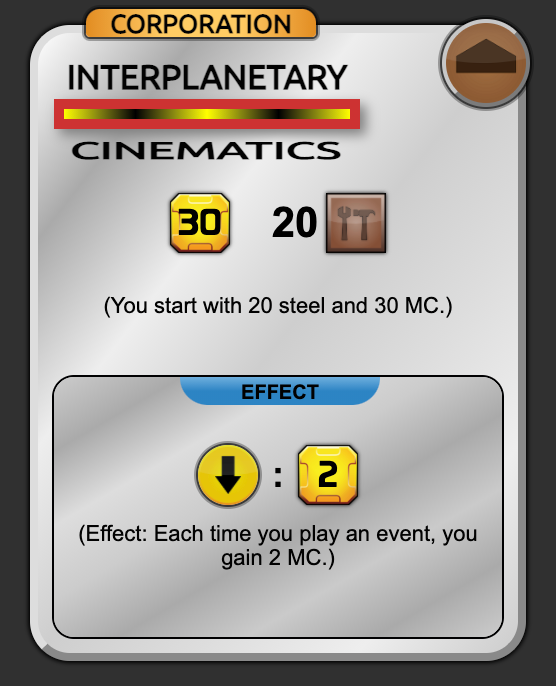 CORPORATION
INTERPLANETARY
CINEMATICS
30 20
(You start with 20 steel and 30 MC.)
EFFECT
: 2
(Effect: Each time you play an event, you
gain 2 MC.)